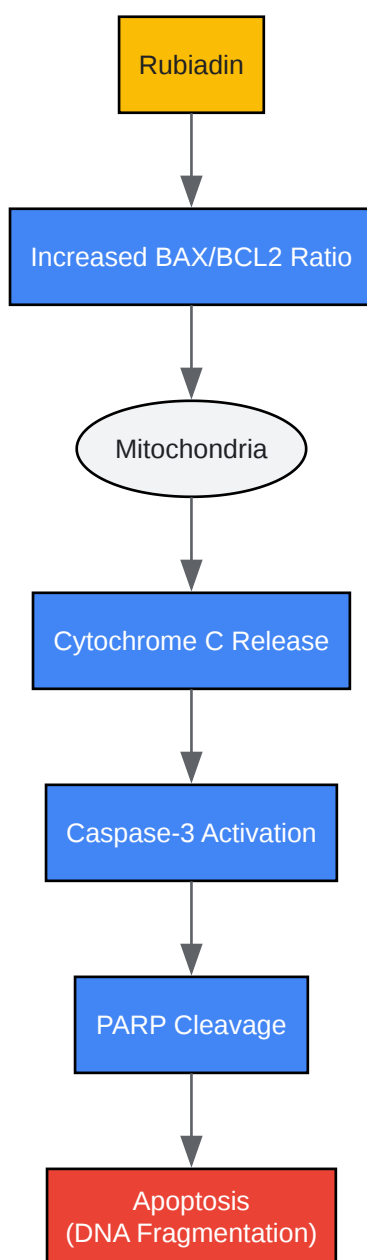 Rubiadin
Increased BAX/BCL2 Ratio
Mitochondria
Cytochrome C Release
Caspase-3 Activation
PARP Cleavage
Apoptosis
(DNA Fragmentation)